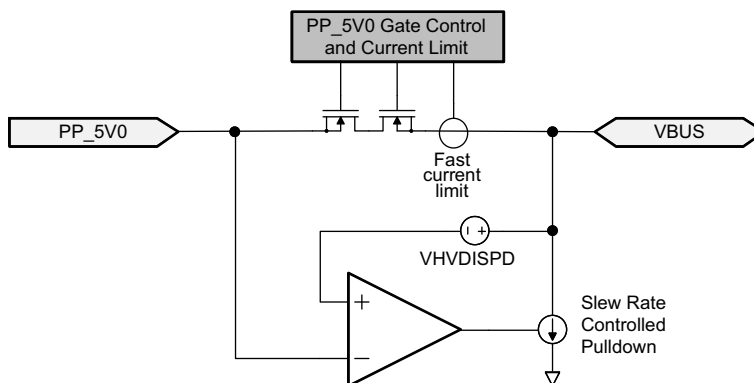 PP_5V0 Gate Control
and Current Limit
PP_5V0
VBUS
Fast
current
limit
VHVDISPD
Slew Rate
Controlled
Pulldown